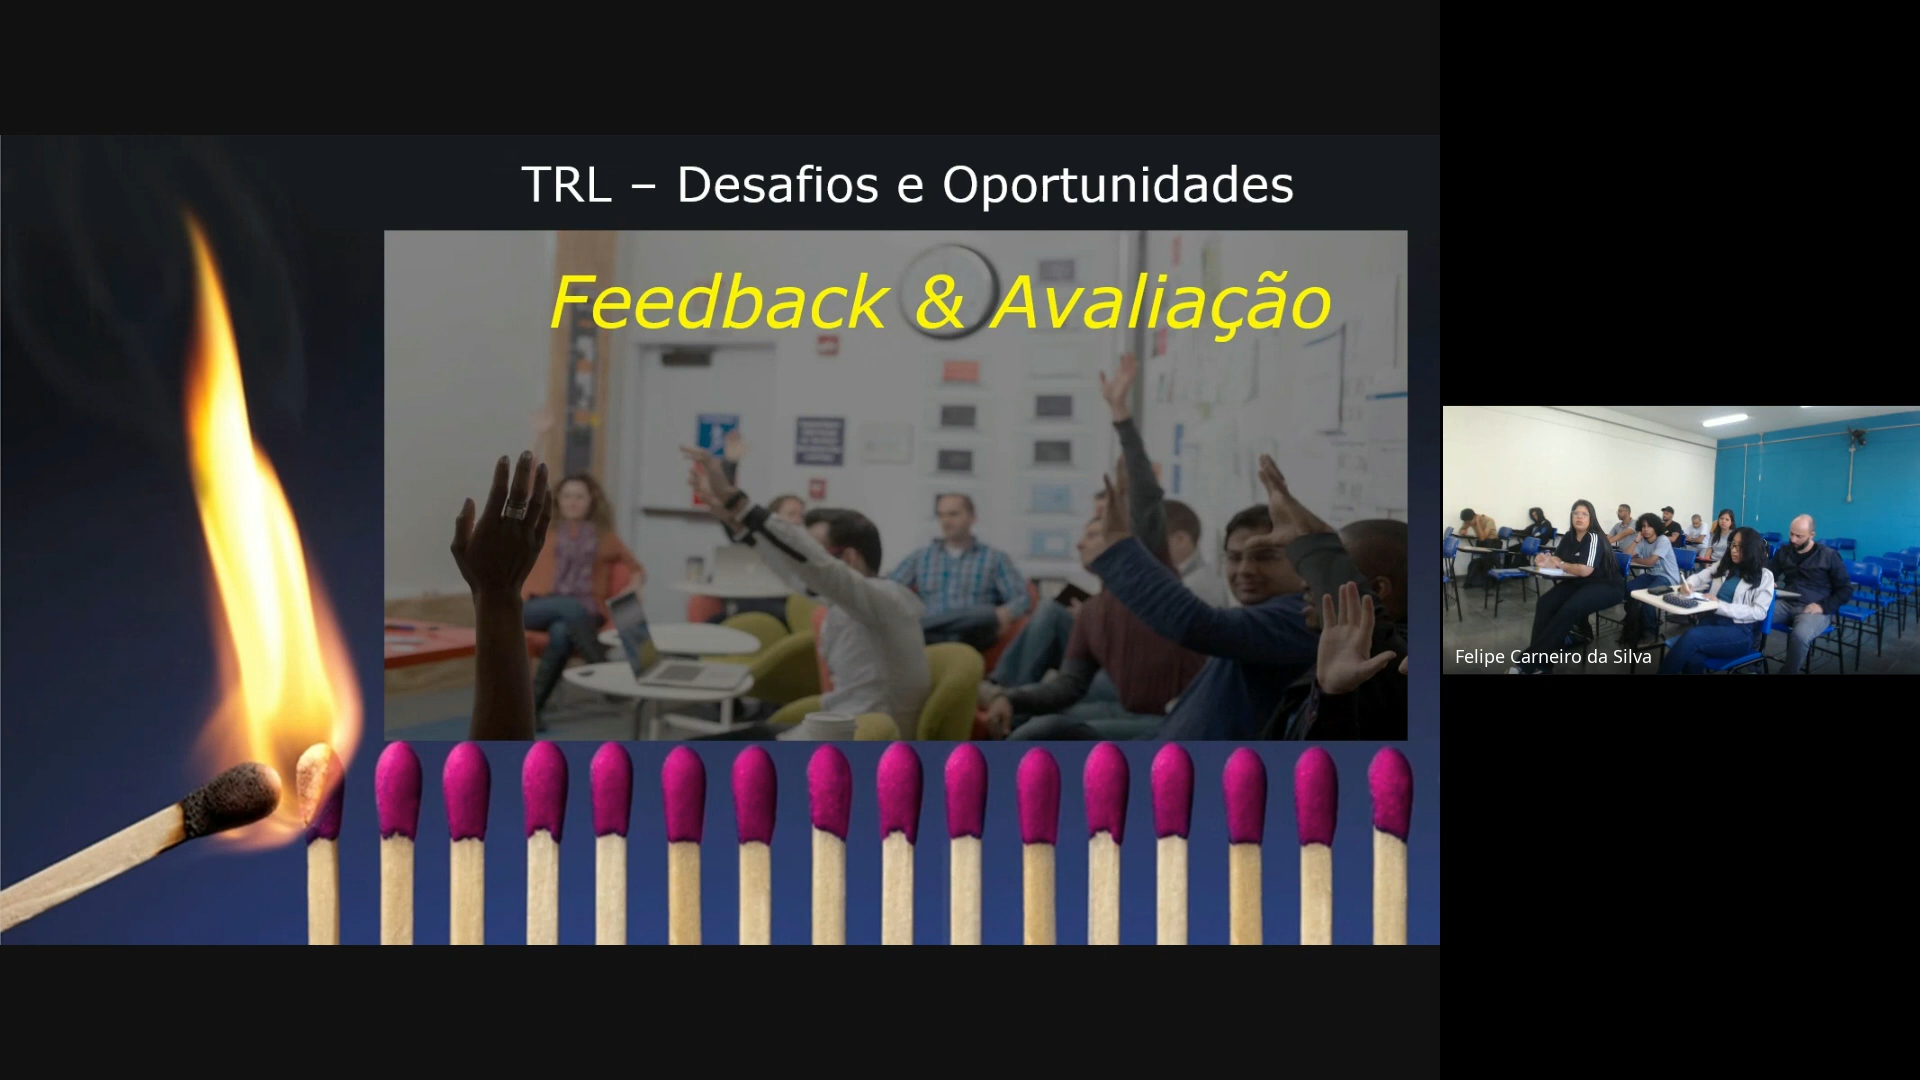 TRL – Desafios e Oportunidades
Feedback & Avaliação
Felipe Carneiro da Silva